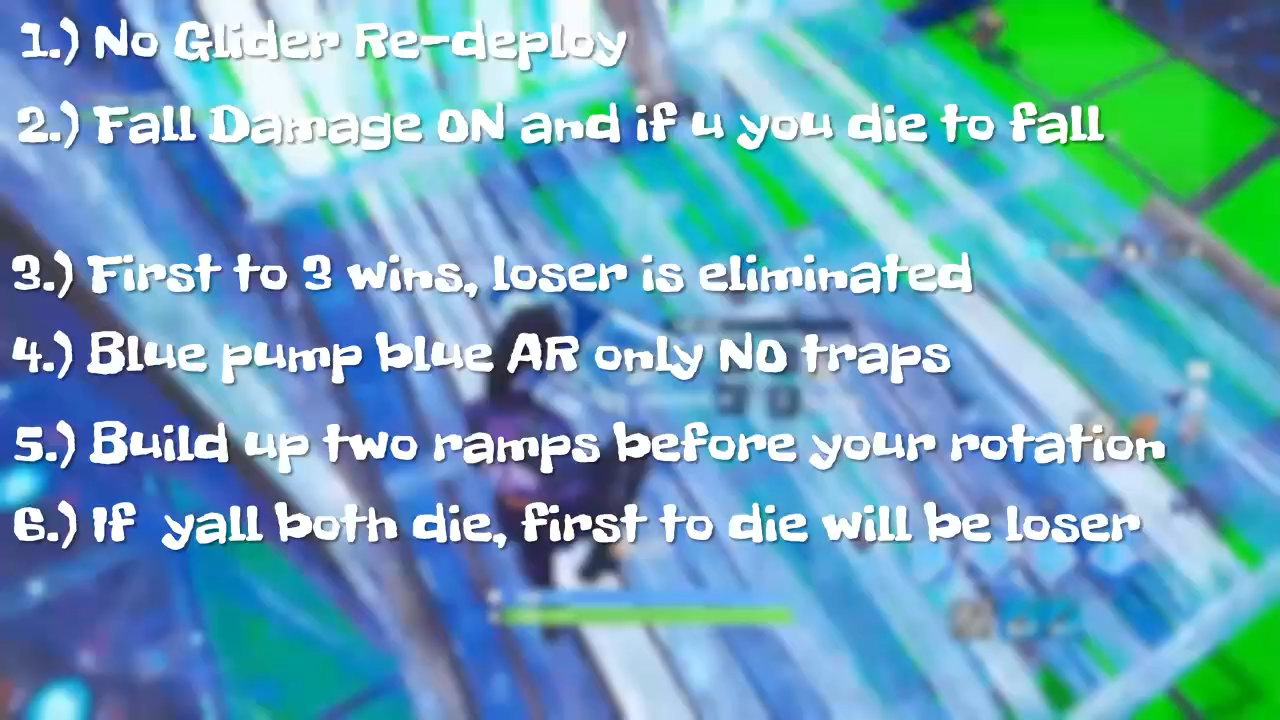 1.) No Glider Re-deploy
2.) Fall Damage ON and if u you die to fall
3.) First to 3 wins, loser is eliminated
4.) Blue pump blue AR only NO traps
5.) Build up two ramps before your rotation
6.) If yall both die, first to die will be loser